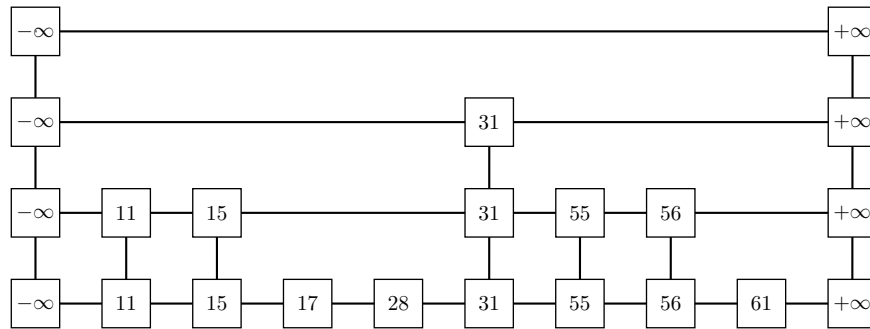 −∞ +∞
−∞ 31 +∞
−∞ 11 15 31 55 56 +∞
−∞ 11 15 17 28 31 55 56 61 +∞